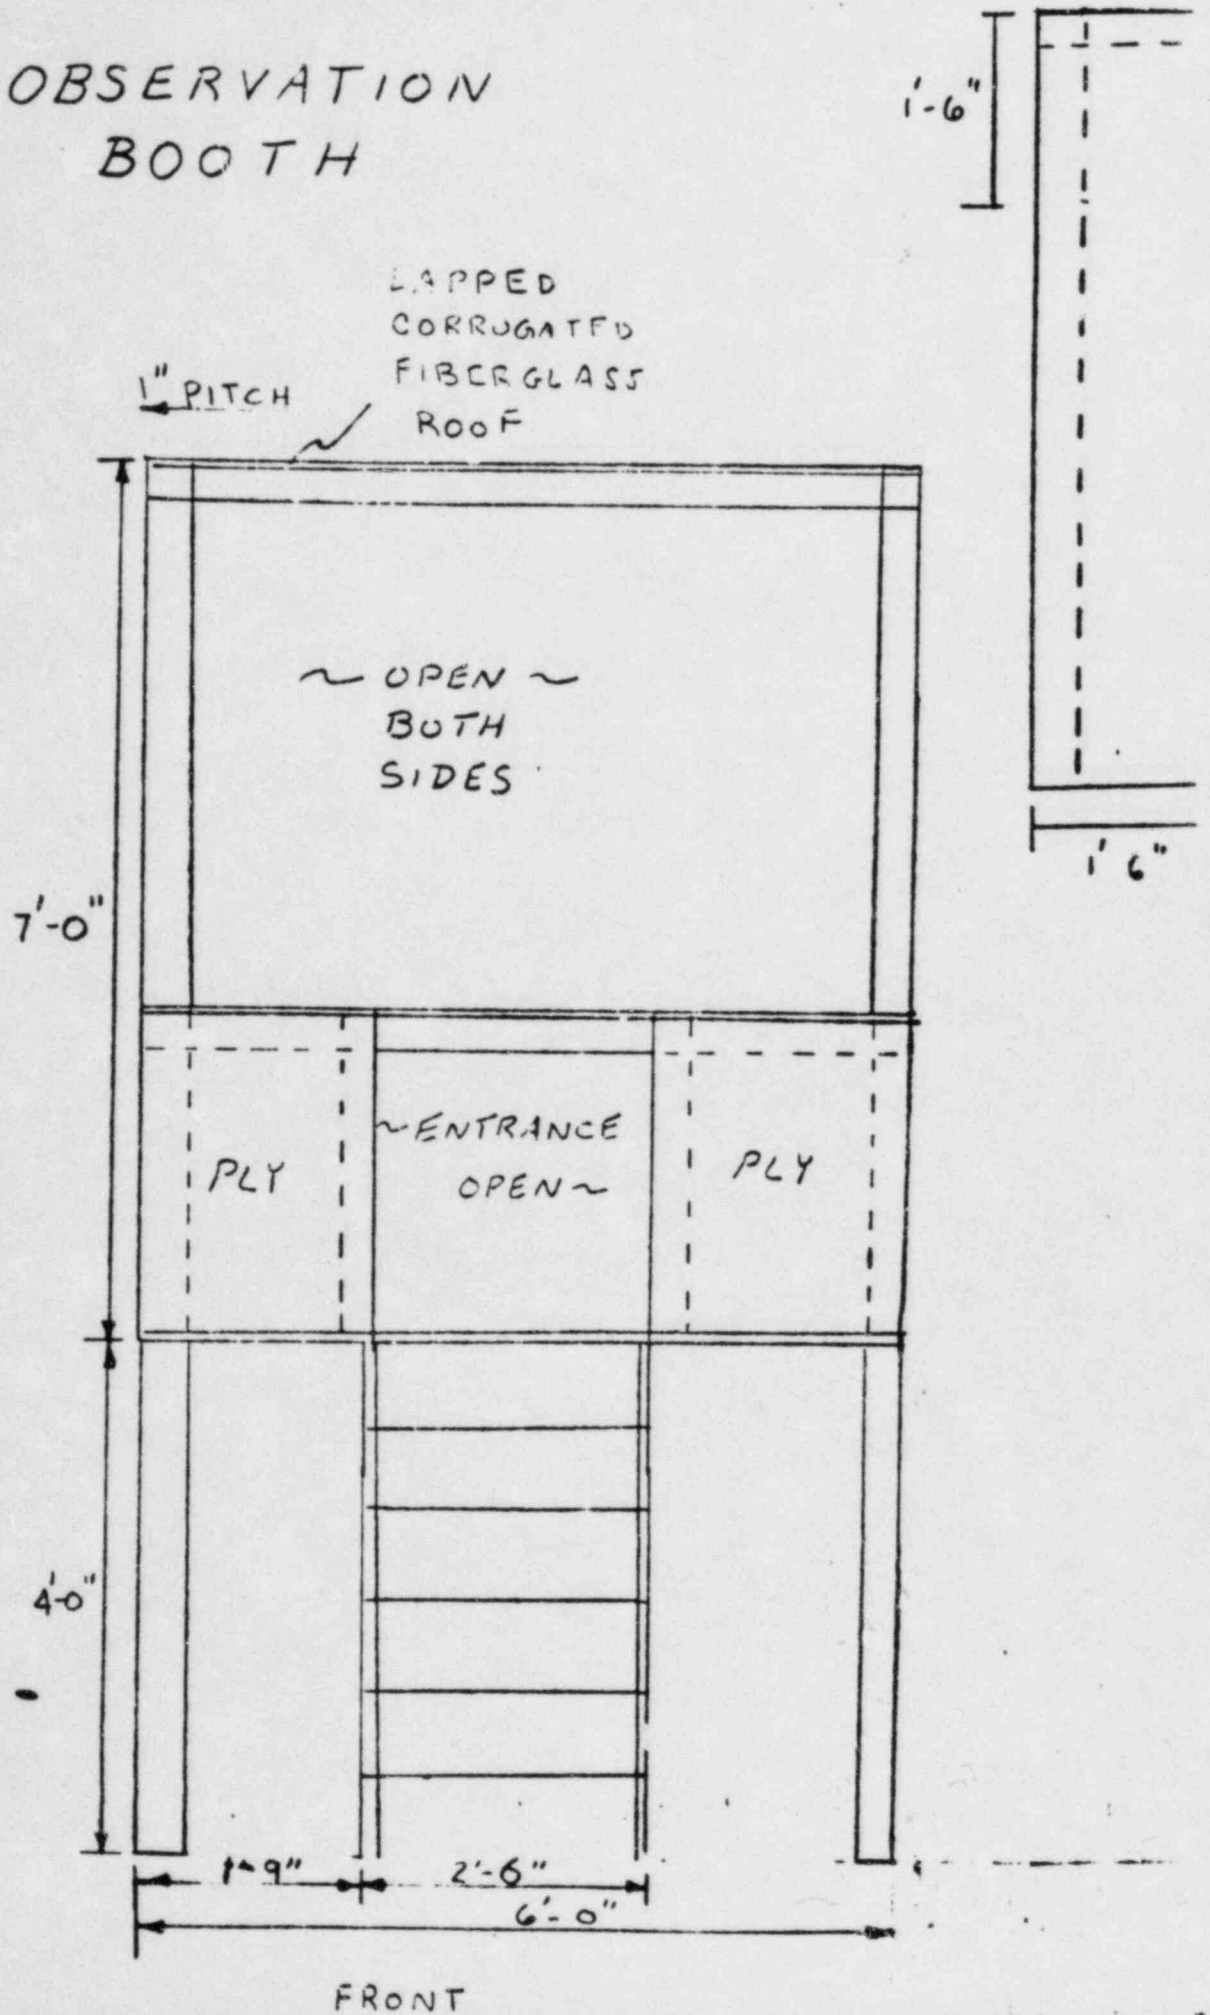 OBSERVATION
BOOTH
1'-6"
LAPPED
CORRUGATED
FIBERGLASS
ROOF
1" PITCH
~ OPEN ~
BOTH
SIDES
1' 6"
7'-0"
~ENTRANCE
OPEN~
PLY
PLY
4'-0"
1-9"
2'-6"
6'-0"
FRONT